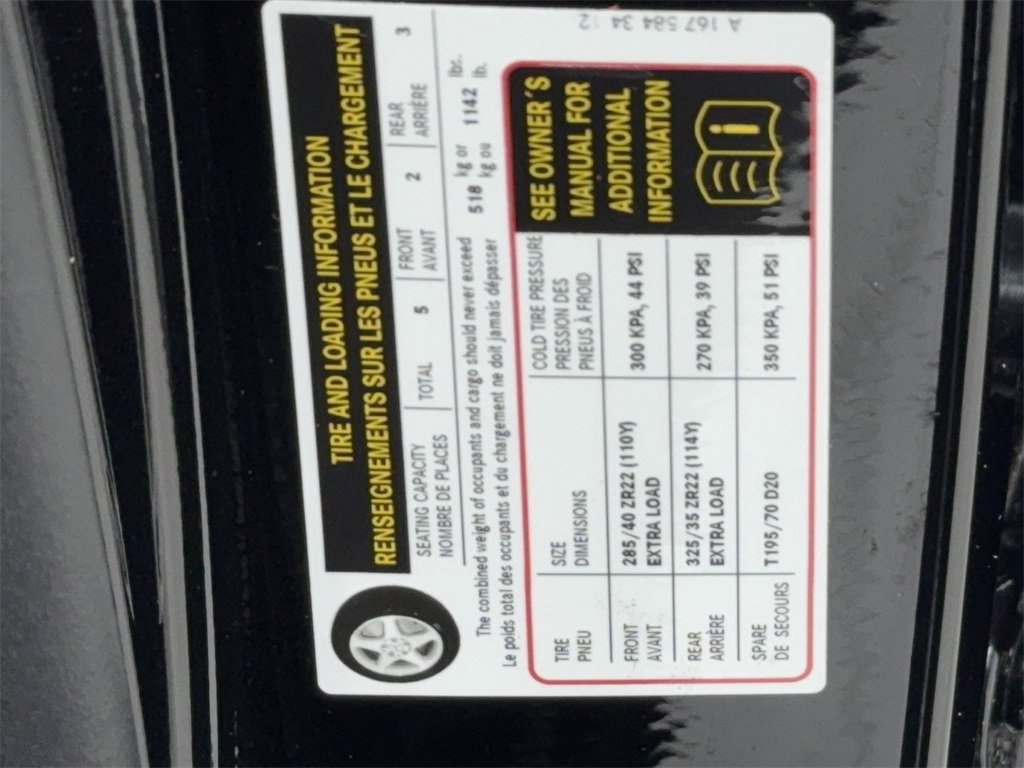 TIRE AND LOADING INFORMATION
RENSEIGNEMENTS SUR LES PNEUS ET LE CHARGEMENT
SEATING CAPACITY
NOMBRE DE PLACES
TOTAL 5
FRONT
AVANT
2
REAR
ARRIÈRE
3
The combined weight of occupants and cargo should never exceed
Le poids total des occupants et du chargement ne doit jamais dépasser
518
kg or
kg ou
1142
lbs.
lb.
TIRE
PNEU
SIZE
DIMENSIONS
COLD TIRE PRESSURE
PRESSION DES
PNEUS À FROID
FRONT
AVANT
285/40 ZR22 (110Y)
EXTRA LOAD
300 KPA, 44 PSI
REAR
ARRIÈRE
325/35 ZR22 (114Y)
EXTRA LOAD
270 KPA, 39 PSI
SPARE
DE SECOURS
T195/70 D20
350 KPA, 51 PSI
SEE OWNER´S
MANUAL FOR
ADDITIONAL
INFORMATION
A 167 584 34 12